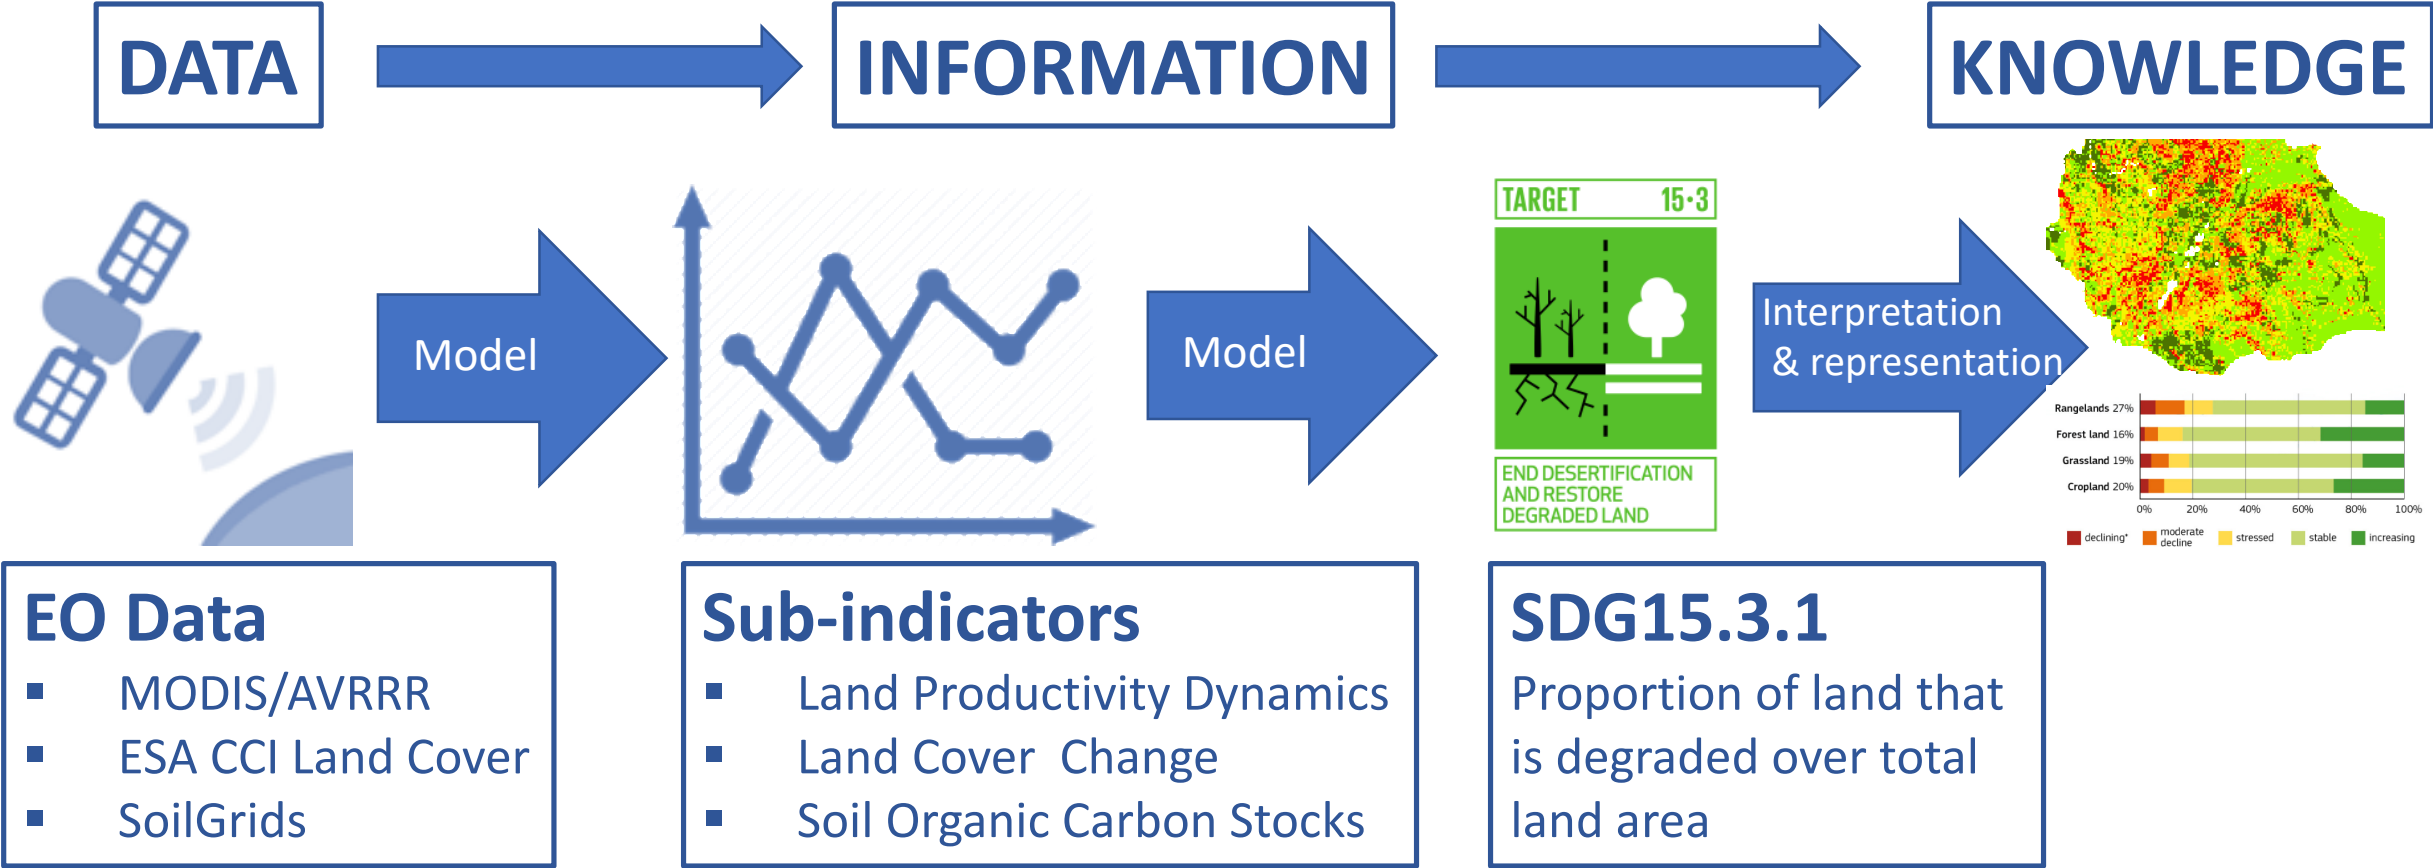 DATA
INFORMATION
KNOWLEDGE
Model
Model
TARGET 15•3
END DESERTIFICATION
AND RESTORE
DEGRADED LAND
Interpretation
& representation
Rangelands 27%
Forest land 16%
Grassland 19%
Cropland 20%
0% 20% 40% 60% 80% 100%
declining* moderate decline stressed stable increasing
EO Data
▪ MODIS/AVRRR
▪ ESA CCI Land Cover
▪ SoilGrids
Sub-indicators
▪ Land Productivity Dynamics
▪ Land Cover Change
▪ Soil Organic Carbon Stocks
SDG15.3.1
Proportion of land that
is degraded over total
land area